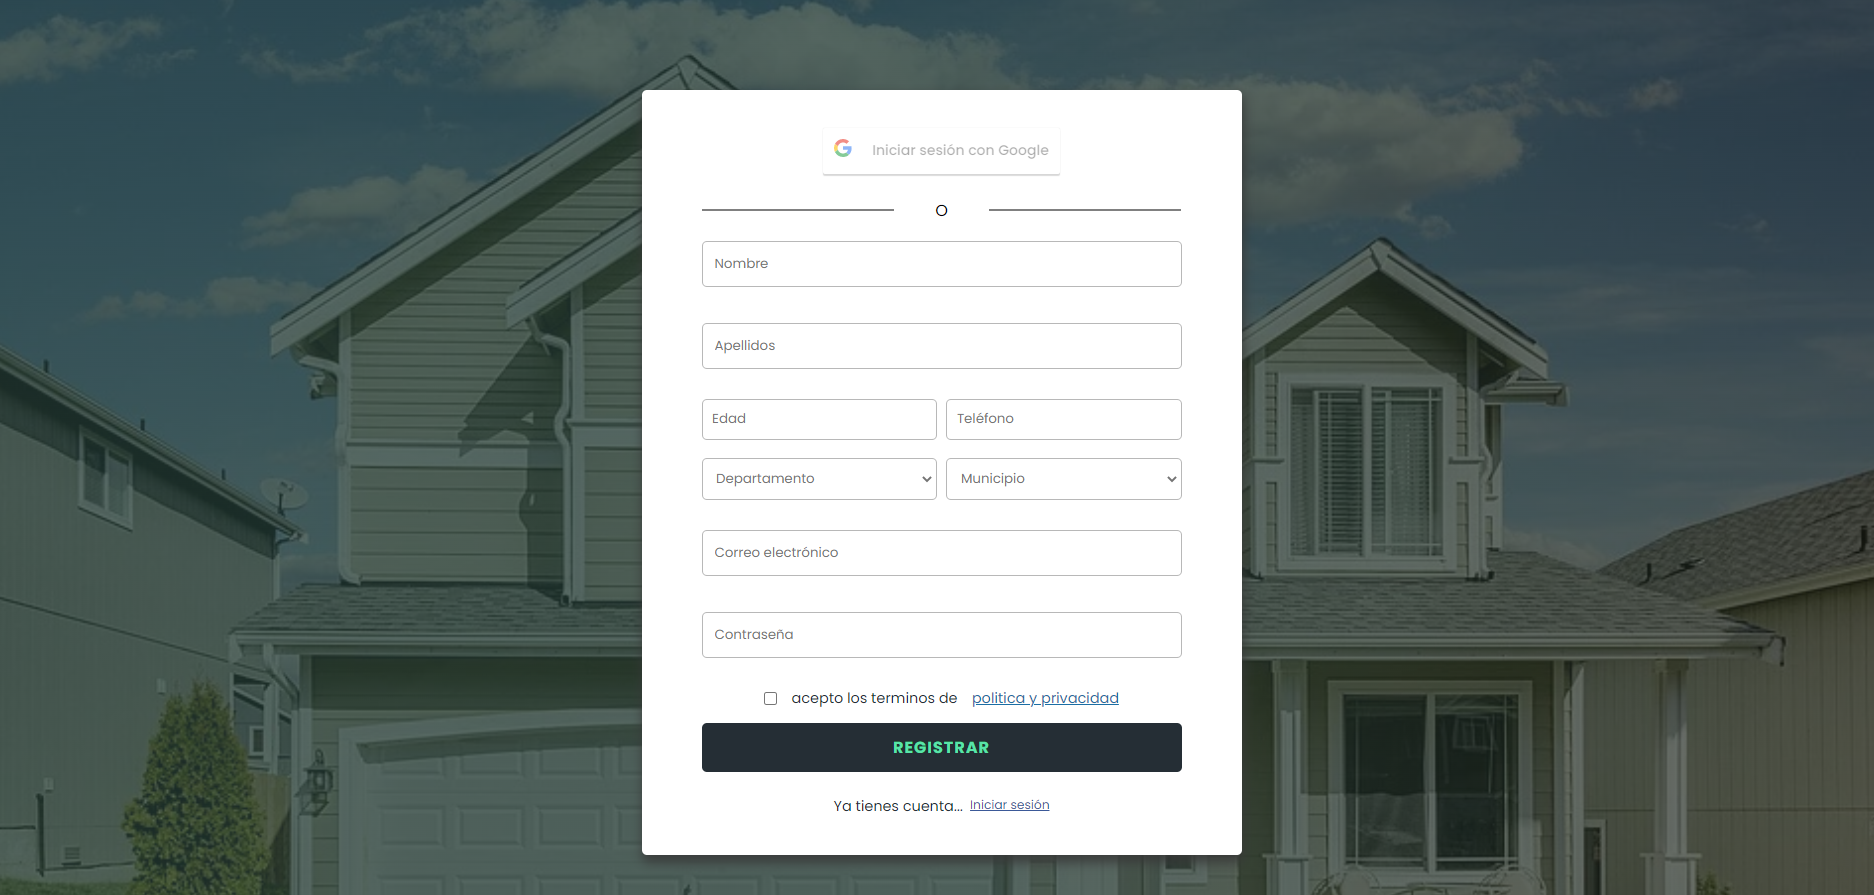 Iniciar sesión con Google
O
Nombre
Apellidos
Edad
Teléfono
Departamento
Municipio
Correo electrónico
Contraseña
acepto los terminos de politica y privacidad
REGISTRAR
Ya tienes cuenta... Iniciar sesión